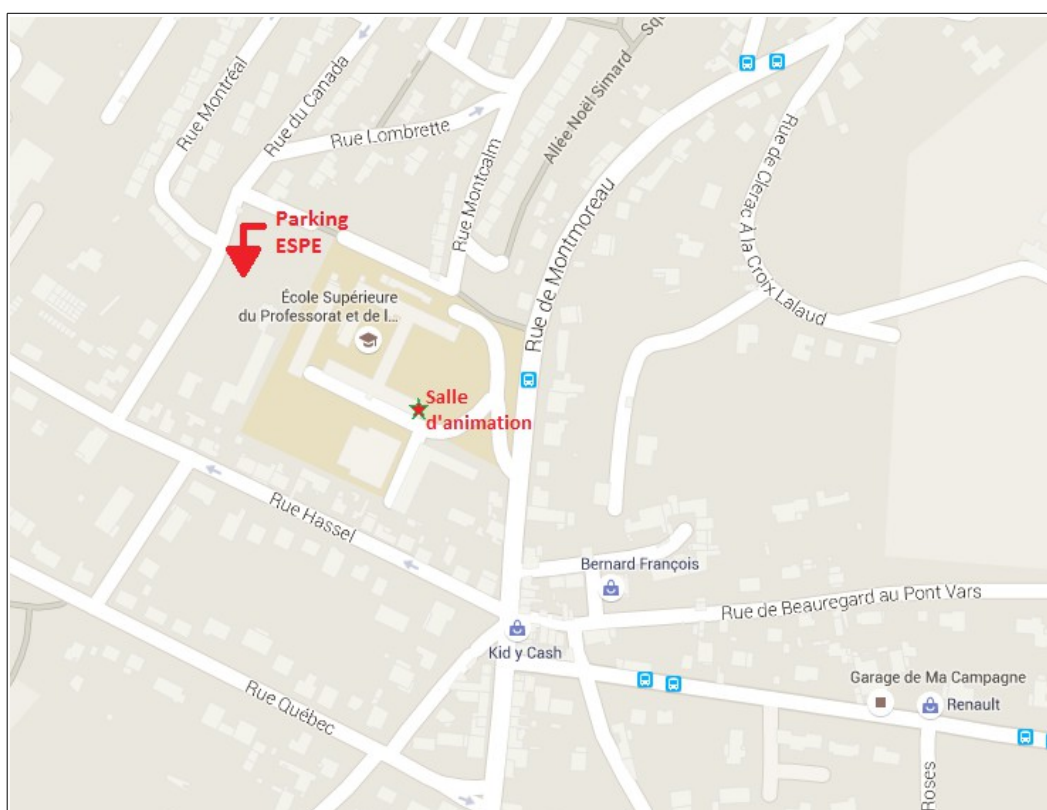 Rue Montréal
Rue du Canada
Rue Lombrette
Rue Montcalm
Allée Noël-Simard
Squ
Rue de Montmoreau
Rue de Clerac À la Croix Lalaud
Parking
ESPE
École Supérieure
du Professorat et de l...
Salle
d'animation
Rue Hassel
Bernard François
Rue de Beauregard au Pont Vars
Kid y Cash
Garage de Ma Campagne
Renault
Rue Québec
Roses